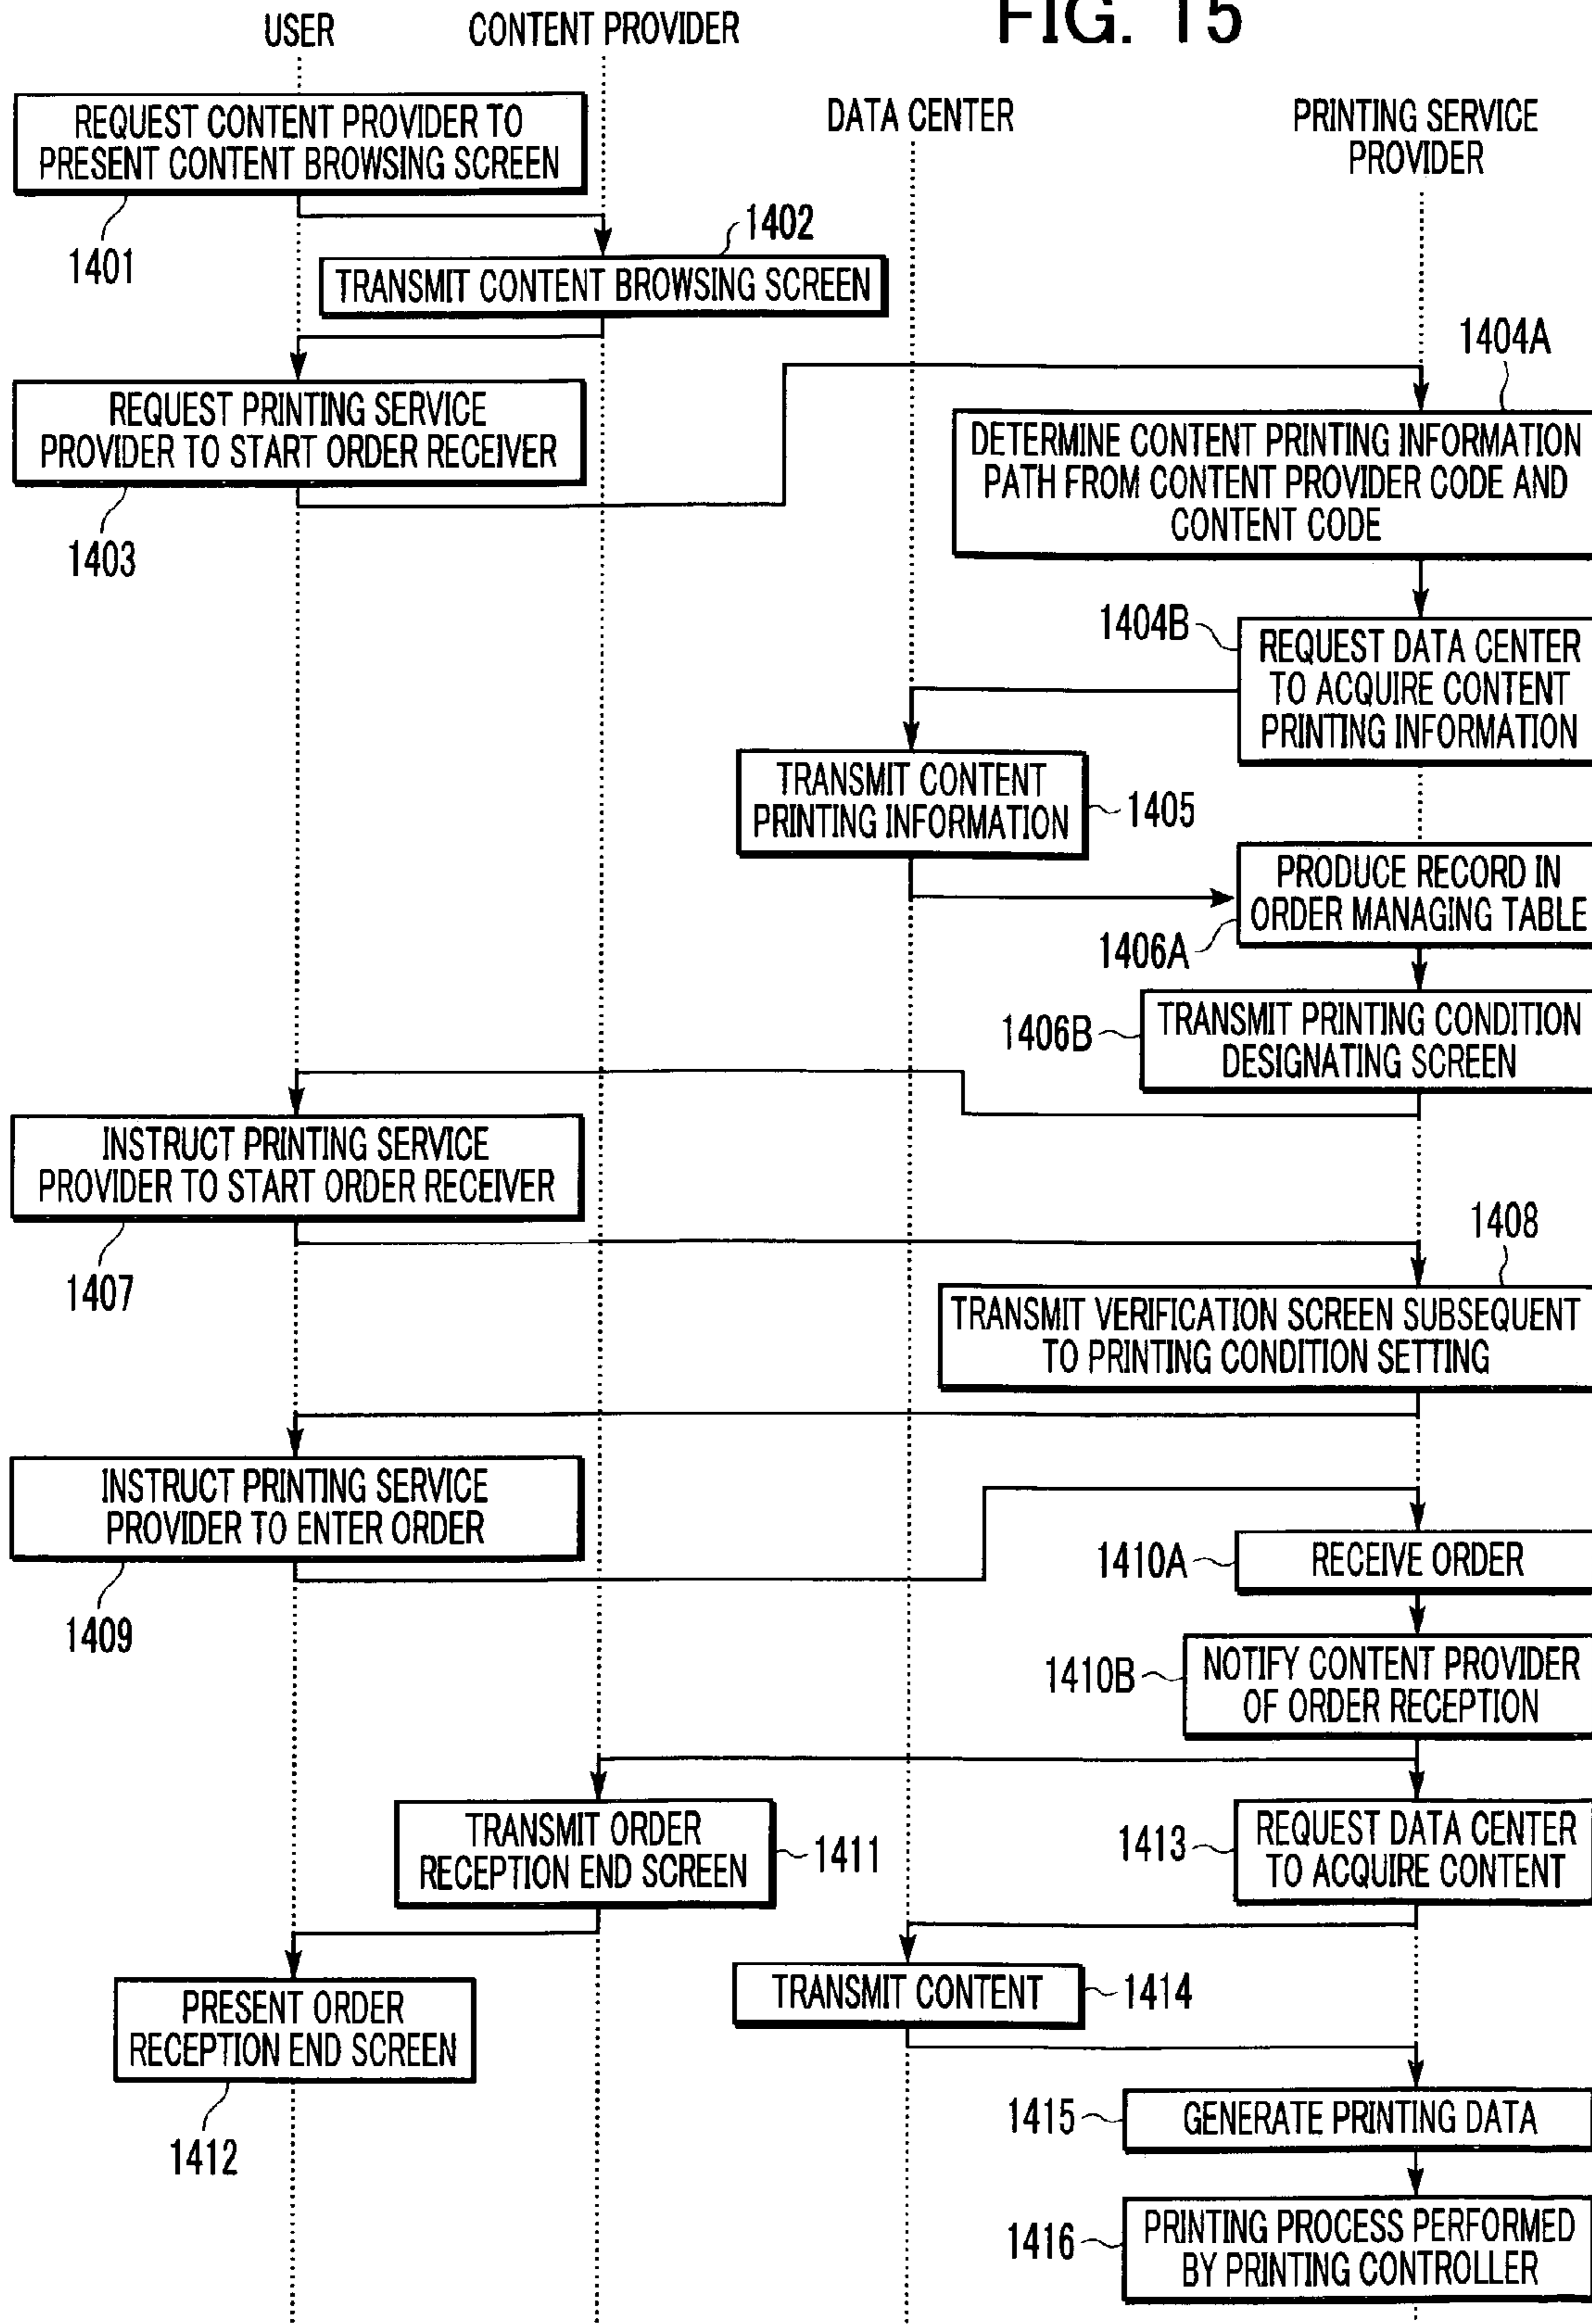 FIG. 15
USER
CONTENT PROVIDER
DATA CENTER
PRINTING SERVICE
PROVIDER
REQUEST CONTENT PROVIDER TO
PRESENT CONTENT BROWSING SCREEN
1401
1402
TRANSMIT CONTENT BROWSING SCREEN
REQUEST PRINTING SERVICE
PROVIDER TO START ORDER RECEIVER
1403
1404A
DETERMINE CONTENT PRINTING INFORMATION
PATH FROM CONTENT PROVIDER CODE AND
CONTENT CODE
1404B
REQUEST DATA CENTER
TO ACQUIRE CONTENT
PRINTING INFORMATION
TRANSMIT CONTENT
PRINTING INFORMATION
1405
PRODUCE RECORD IN
ORDER MANAGING TABLE
1406A
1406B
TRANSMIT PRINTING CONDITION
DESIGNATING SCREEN
INSTRUCT PRINTING SERVICE
PROVIDER TO START ORDER RECEIVER
1407
1408
TRANSMIT VERIFICATION SCREEN SUBSEQUENT
TO PRINTING CONDITION SETTING
INSTRUCT PRINTING SERVICE
PROVIDER TO ENTER ORDER
1409
1410A
RECEIVE ORDER
1410B
NOTIFY CONTENT PROVIDER
OF ORDER RECEPTION
TRANSMIT ORDER
RECEPTION END SCREEN
1411
1413
REQUEST DATA CENTER
TO ACQUIRE CONTENT
PRESENT ORDER
RECEPTION END SCREEN
1412
TRANSMIT CONTENT
1414
1415
GENERATE PRINTING DATA
1416
PRINTING PROCESS PERFORMED
BY PRINTING CONTROLLER